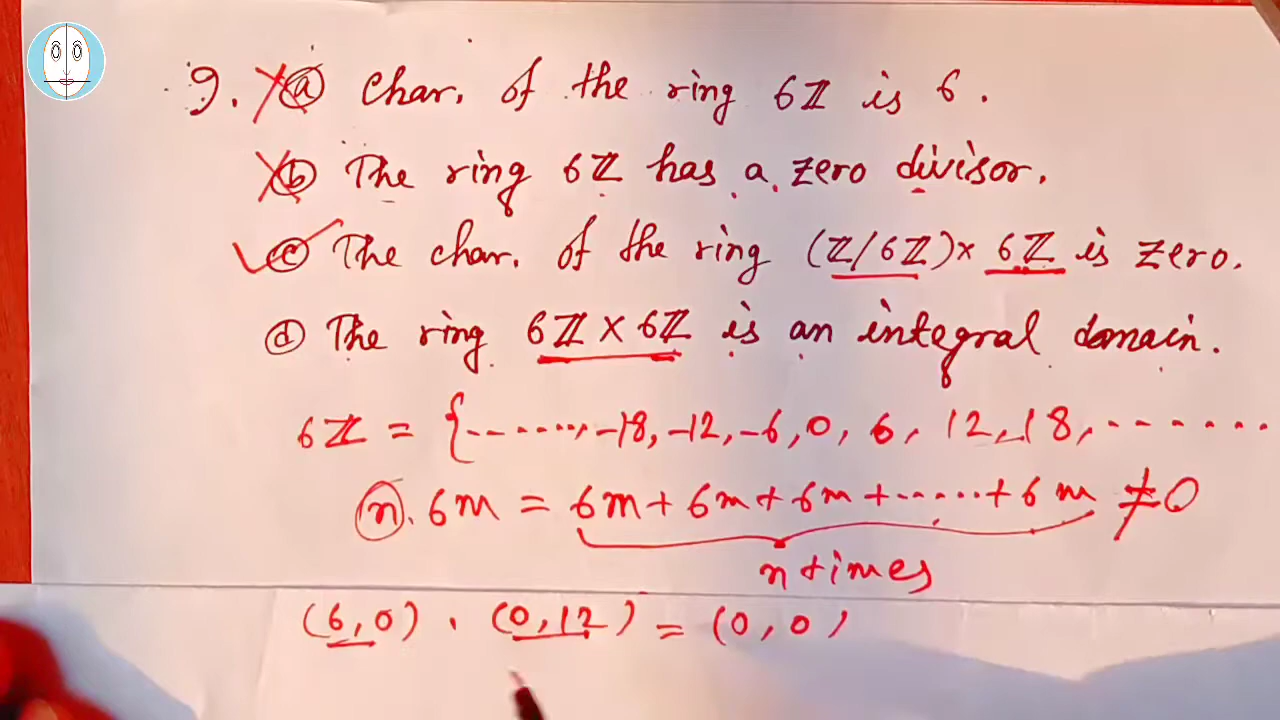 9. ⓐ Char. of the ring 6ℤ is 6.
ⓑ The ring 6ℤ has a zero divisor.
ⓒ The char. of the ring (ℤ/6ℤ)× 6ℤ is zero.
ⓓ The ring 6ℤ × 6ℤ is an integral domain.
6ℤ = {......., -18, -12, -6, 0, 6, 12, 18, .......
n. 6m = 6m + 6m + 6m + ...... + 6m ≠ 0
n times
(6,0) . (0,12) = (0,0)